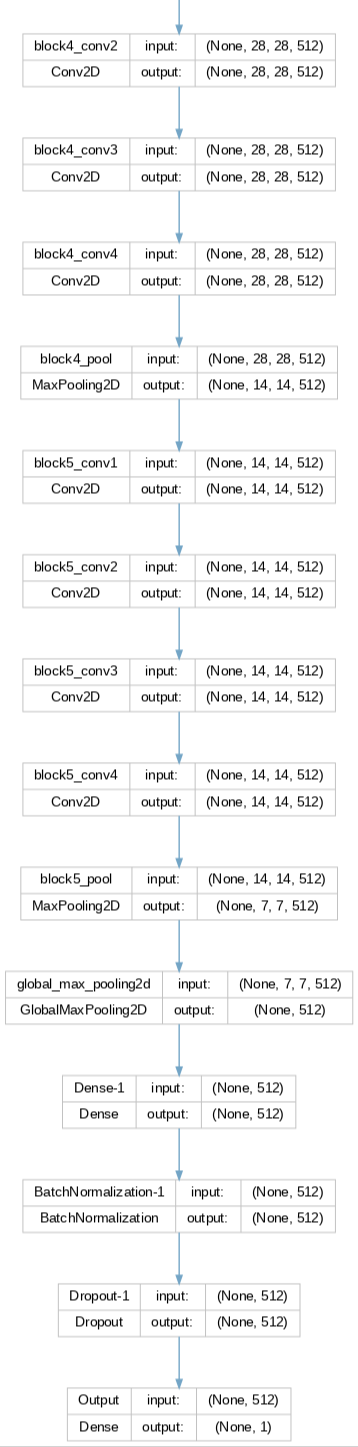 block4_conv2 input: (None, 28, 28, 512)
Conv2D output: (None, 28, 28, 512)
block4_conv3 input: (None, 28, 28, 512)
Conv2D output: (None, 28, 28, 512)
block4_conv4 input: (None, 28, 28, 512)
Conv2D output: (None, 28, 28, 512)
block4_pool input: (None, 28, 28, 512)
MaxPooling2D output: (None, 14, 14, 512)
block5_conv1 input: (None, 14, 14, 512)
Conv2D output: (None, 14, 14, 512)
block5_conv2 input: (None, 14, 14, 512)
Conv2D output: (None, 14, 14, 512)
block5_conv3 input: (None, 14, 14, 512)
Conv2D output: (None, 14, 14, 512)
block5_conv4 input: (None, 14, 14, 512)
Conv2D output: (None, 14, 14, 512)
block5_pool input: (None, 14, 14, 512)
MaxPooling2D output: (None, 7, 7, 512)
global_max_pooling2d input: (None, 7, 7, 512)
GlobalMaxPooling2D output: (None, 512)
Dense-1 input: (None, 512)
Dense output: (None, 512)
BatchNormalization-1 input: (None, 512)
BatchNormalization output: (None, 512)
Dropout-1 input: (None, 512)
Dropout output: (None, 512)
Output input: (None, 512)
Dense output: (None, 1)